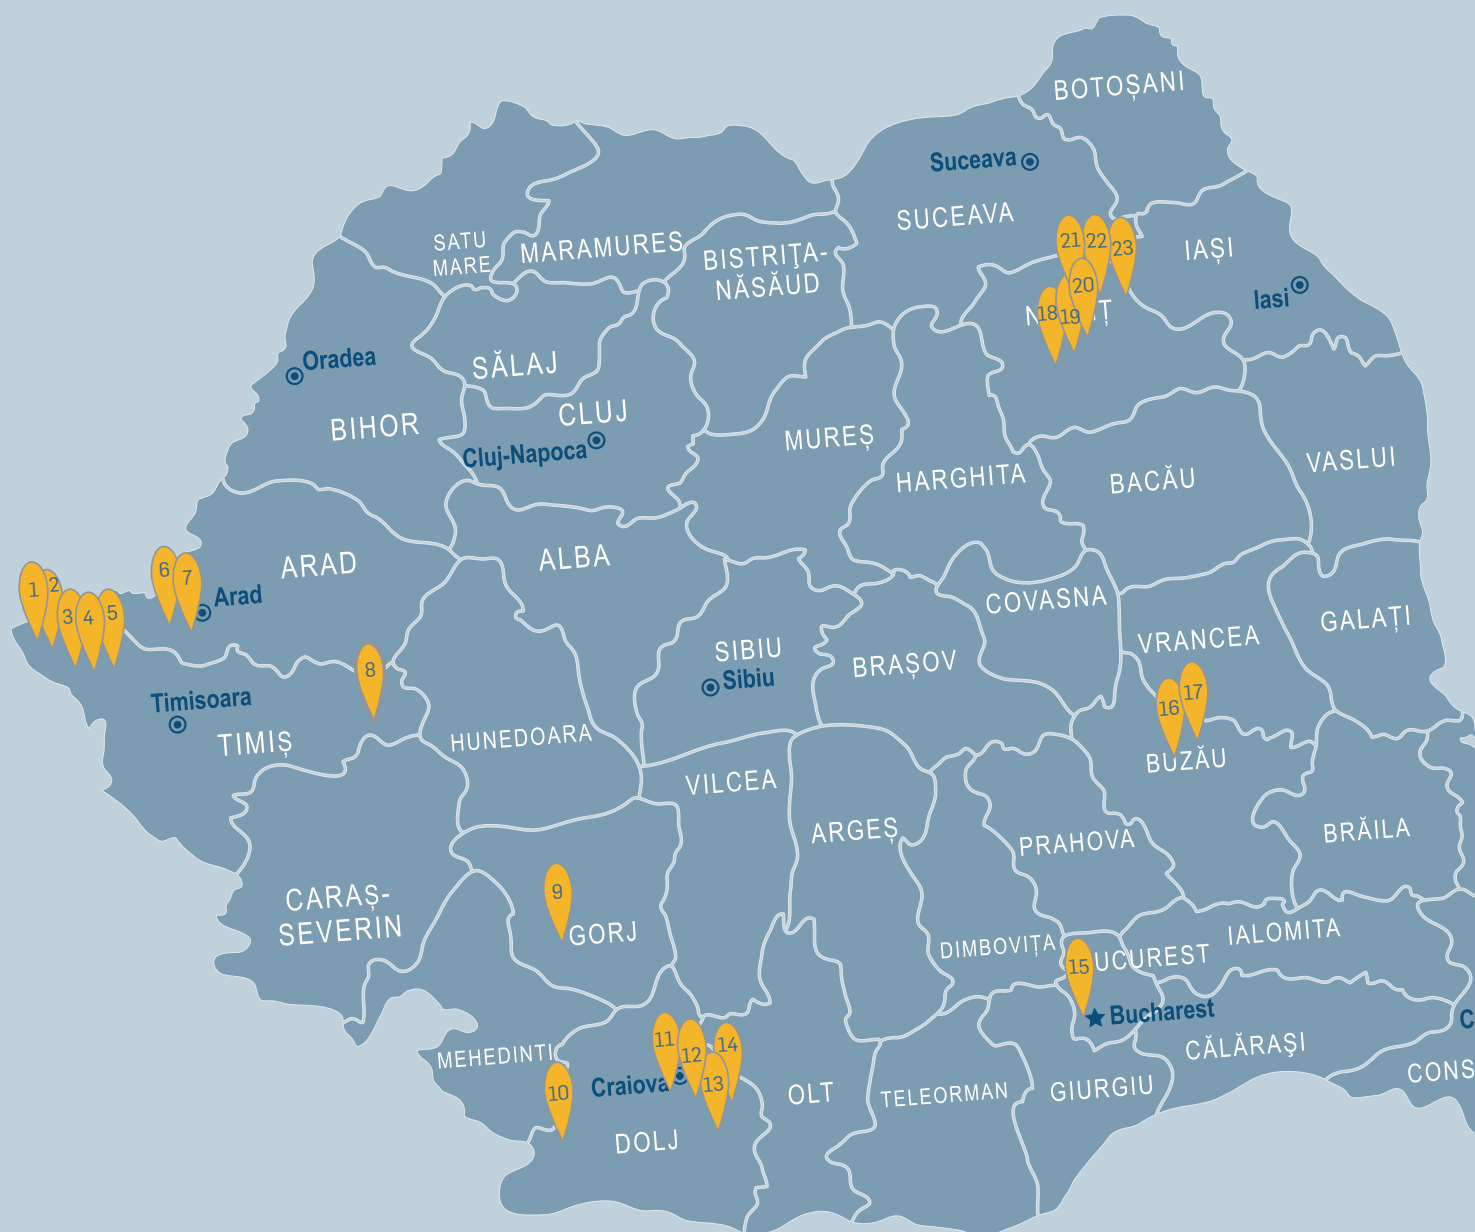 BOTOȘANI
Suceava
SUCEAVA
SATU
MARE
MARAMURES
BISTRIŢA-
NĂSĂUD
IAȘI
Iasi
21
22
23
20
18
19
Oradea
SĂLAJ
BIHOR
CLUJ
Cluj-Napoca
MUREȘ
HARGHITA
BACĂU
VASLUI
ARAD
ALBA
COVASNA
VRANCEA
GALAȚI
1
2
3
4
5
6
7
Arad
8
SIBIU
Sibiu
BRAȘOV
Timisoara
TIMIȘ
HUNEDOARA
16
17
BUZĂU
VILCEA
ARGEȘ
PRAHOVA
BRĂILA
CARAȘ-
SEVERIN
9
GORJ
DIMBOVIȚA
15
UCUREST
IALOMITA
Bucharest
MEHEDINTI
10
11
12
14
13
Craiova
DOLJ
OLT
TELEORMAN
GIURGIU
CĂLĂRAŞI
C
CONS